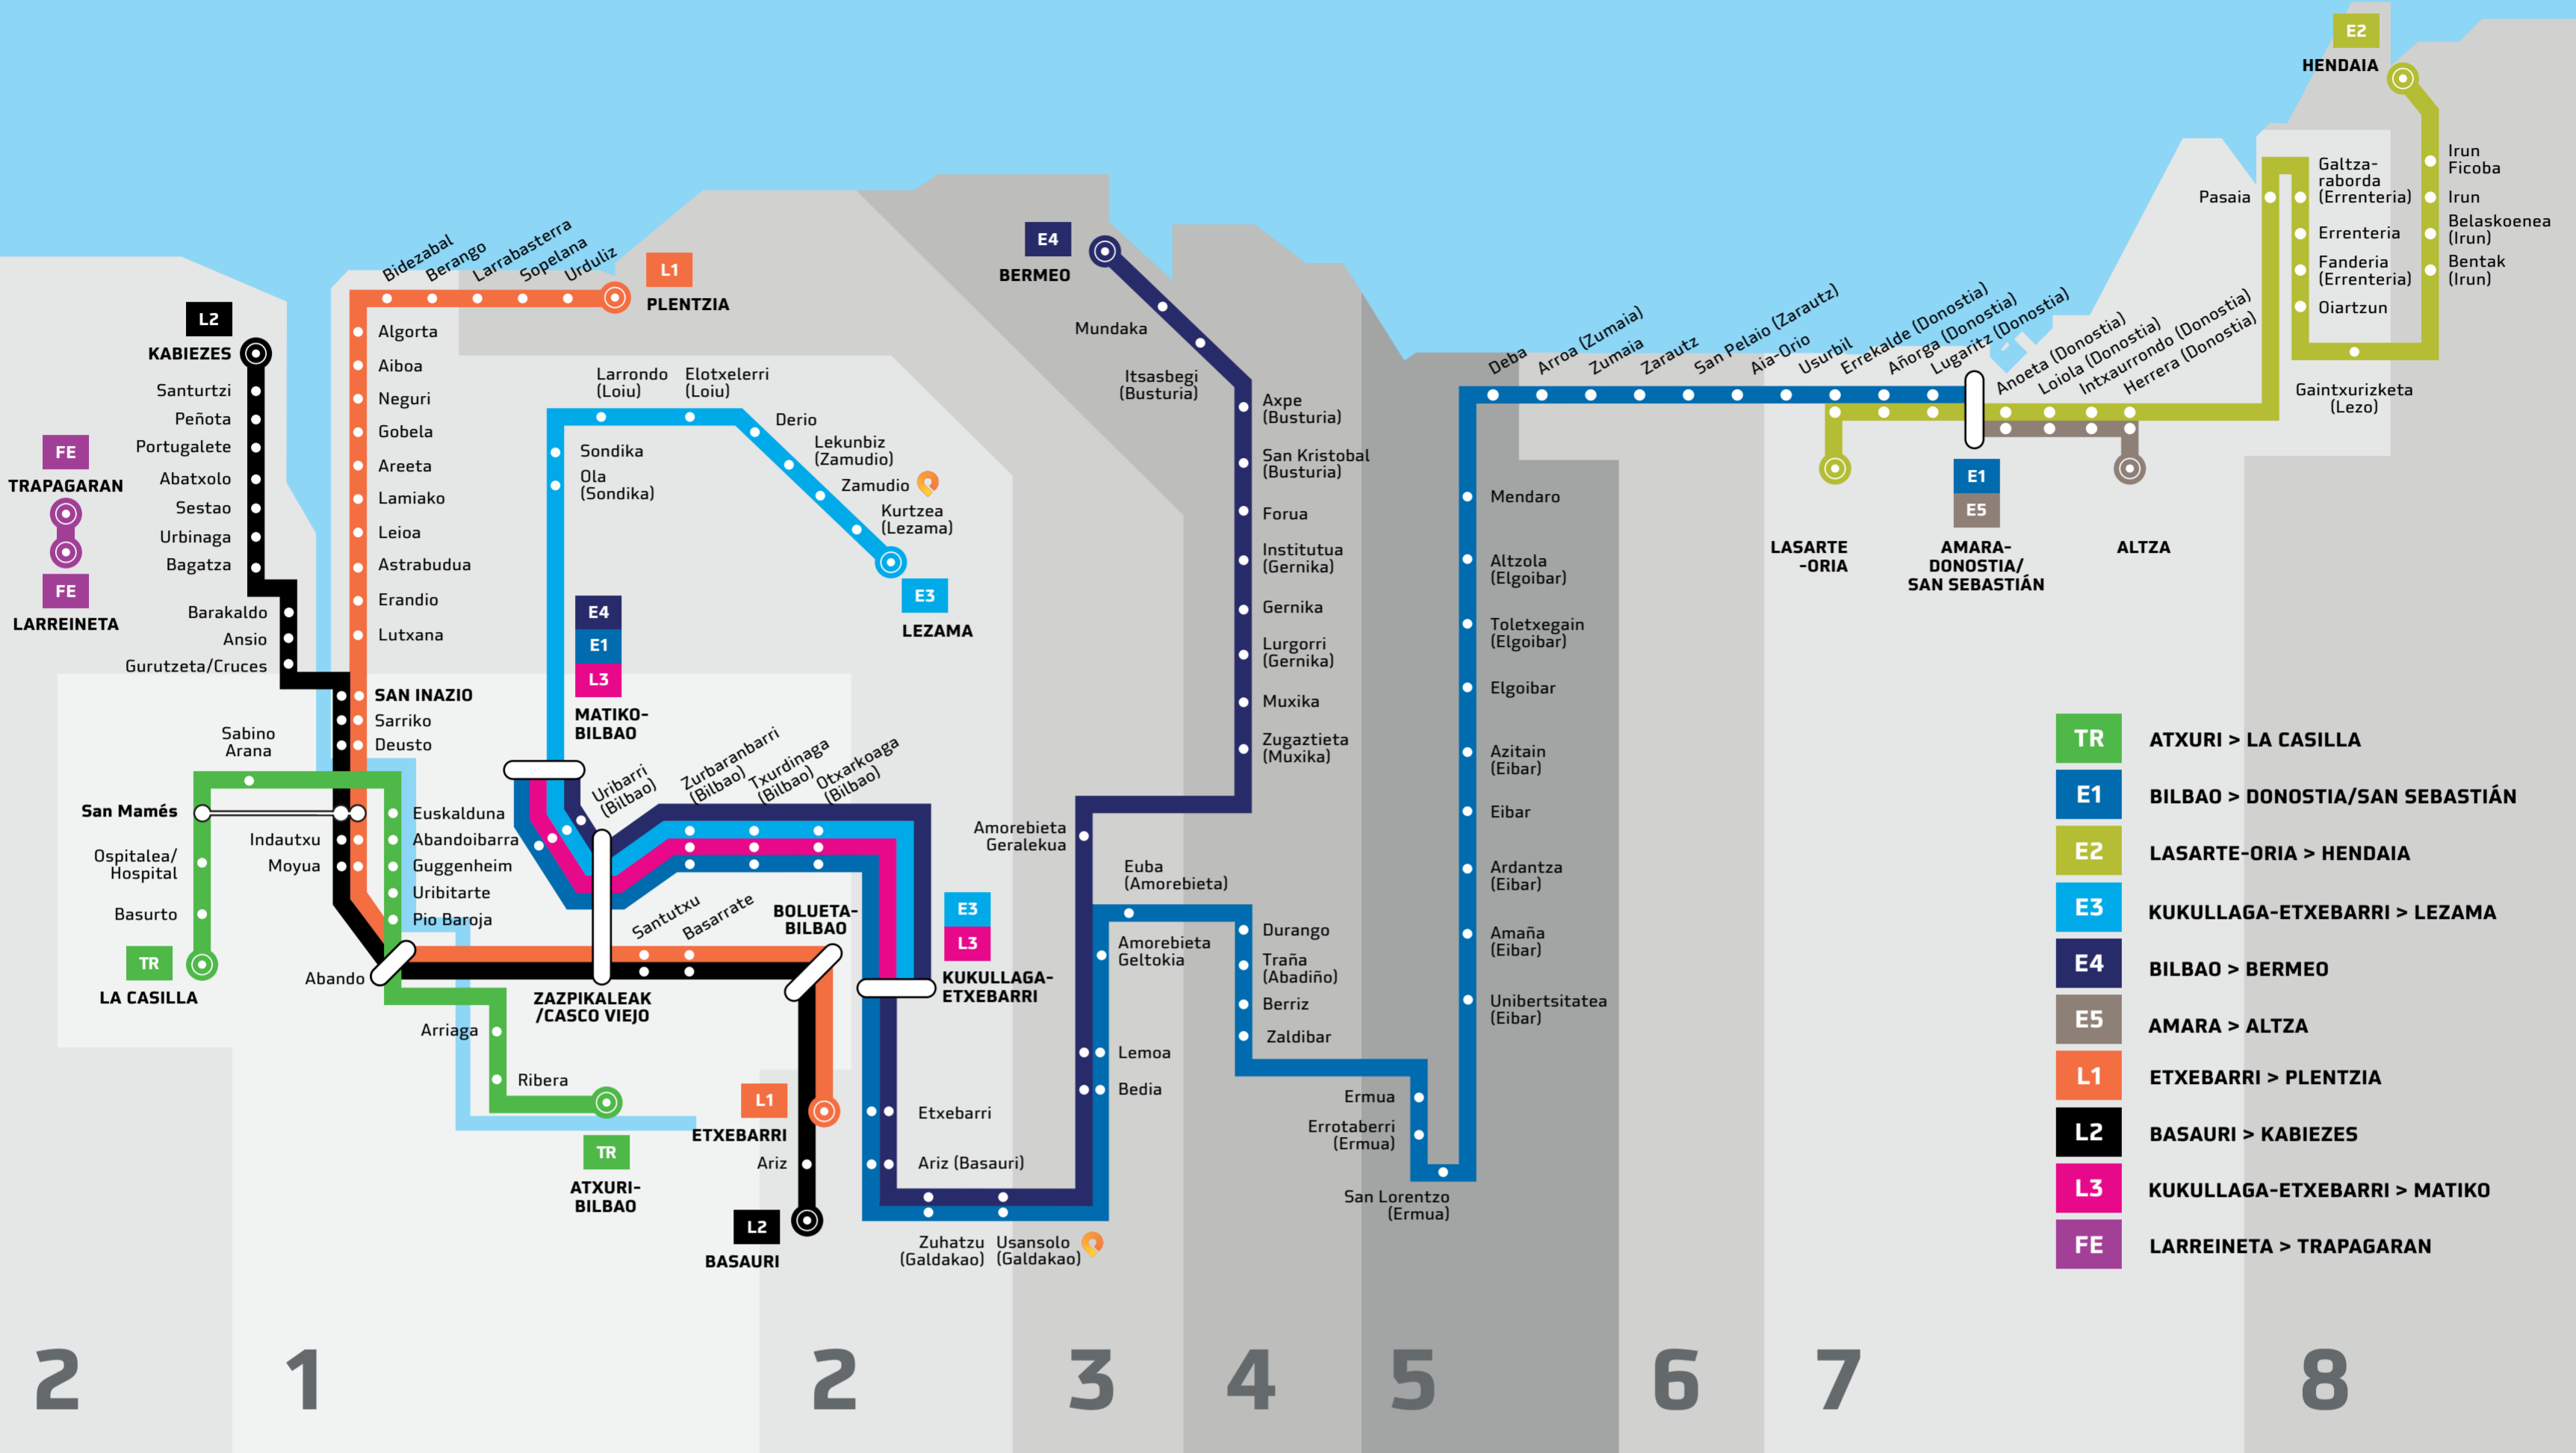 E2
HENDAIA
Irun
Ficoba
Irun
Belaskoenea
(Irun)
Bentak
(Irun)
Galtza-
raborda
(Errenteria)
Errenteria
Fanderia
(Errenteria)
Oiartzun
Pasaia
Gaintxurizketa
(Lezo)
Bidezabal
Berango
Larrabasterra
Sopelana
Urduliz
L1
PLENTZIA
E4
BERMEO
Mundaka
Itsasbegi
(Busturia)
L2
KABIEZES
Santurtzi
Peñota
Portugalete
Abatxolo
Sestao
Urbinaga
Bagatza
Barakaldo
Ansio
Gurutzeta/Cruces
FE
TRAPAGARAN
FE
LARREINETA
Algorta
Aiboa
Neguri
Gobela
Areeta
Lamiako
Leioa
Astrabudua
Erandio
Lutxana
SAN INAZIO
Sarriko
Deusto
Larrondo
(Loiu)
Elotxelerri
(Loiu)
Derio
Lekunbiz
(Zamudio)
Zamudio
Kurtzea
(Lezama)
E3
LEZAMA
Sondika
Ola
(Sondika)
E4
E1
L3
MATIKO-
BILBAO
Axpe
(Busturia)
San Kristobal
(Busturia)
Forua
Institutua
(Gernika)
Gernika
Lurgorri
(Gernika)
Muxika
Zugaztieta
(Muxika)
Deba
Arroa (Zumaia)
Zumaia
Zarautz
San Pelaio (Zarautz)
Aia-Orio
Usurbil
Errekalde (Donostia)
Añorga (Donostia)
Lugaritz (Donostia)
Anoeta (Donostia)
Loiola (Donostia)
Intxaurrondo (Donostia)
Herrera (Donostia)
LASARTE
-ORIA
E1
E5
AMARA-
DONOSTIA/
SAN SEBASTIÁN
ALTZA
Mendaro
Altzola
(Elgoibar)
Toletxegain
(Elgoibar)
Elgoibar
Azitain
(Eibar)
Eibar
Ardantza
(Eibar)
Amaña
(Eibar)
Unibertsitatea
(Eibar)
Sabino
Arana
San Mamés
Ospitalea/
Hospital
Basurto
TR
LA CASILLA
Indautxu
Moyua
Euskalduna
Abandoibarra
Guggenheim
Uribitarte
Pio Baroja
Abando
Arriaga
Ribera
TR
ATXURI-
BILBAO
Uribarri
(Bilbao)
Zurbaranbarri
(Bilbao)
Txurdinaga
(Bilbao)
Otxarkoaga
(Bilbao)
Santutxu
Basarrate
BOLUETA-
BILBAO
ZAZPIKALEAK
/CASCO VIEJO
E3
L3
KUKULLAGA-
ETXEBARRI
L1
ETXEBARRI
Ariz
L2
BASAURI
Etxebarri
Ariz (Basauri)
Zuhatzu
(Galdakao)
Usansolo
(Galdakao)
Amorebieta
Geralekua
Euba
(Amorebieta)
Amorebieta
Geltokia
Lemoa
Bedia
Durango
Traña
(Abadiño)
Berriz
Zaldibar
Ermua
Errotaberri
(Ermua)
San Lorentzo
(Ermua)
TR ATXURI > LA CASILLA
E1 BILBAO > DONOSTIA/SAN SEBASTIÁN
E2 LASARTE-ORIA > HENDAIA
E3 KUKULLAGA-ETXEBARRI > LEZAMA
E4 BILBAO > BERMEO
E5 AMARA > ALTZA
L1 ETXEBARRI > PLENTZIA
L2 BASAURI > KABIEZES
L3 KUKULLAGA-ETXEBARRI > MATIKO
FE LARREINETA > TRAPAGARAN
2 1 2 3 4 5 6 7 8